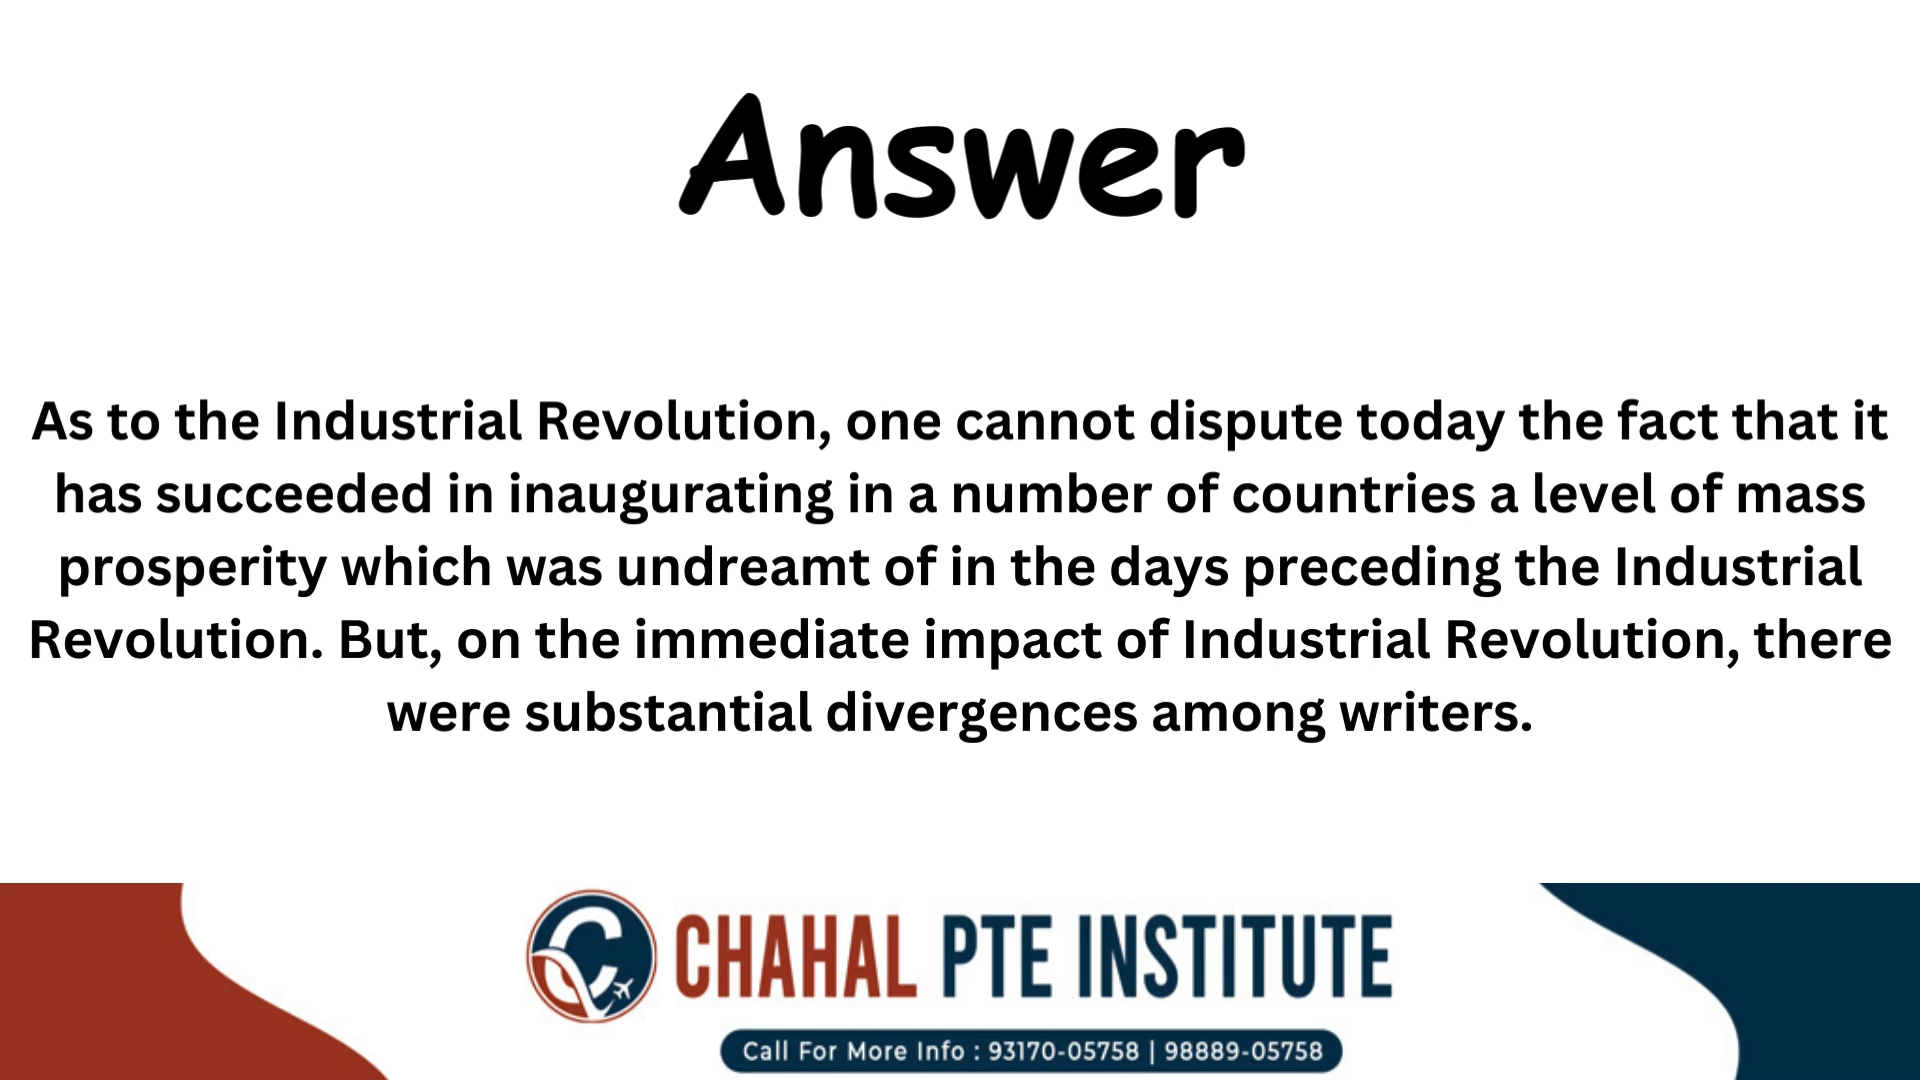 Answer
As to the Industrial Revolution, one cannot dispute today the fact that it
has succeeded in inaugurating in a number of countries a level of mass
prosperity which was undreamt of in the days preceding the Industrial
Revolution. But, on the immediate impact of Industrial Revolution, there
were substantial divergences among writers.
CHAHAL PTE INSTITUTE
Call For More Info : 93170-05758 | 98889-05758